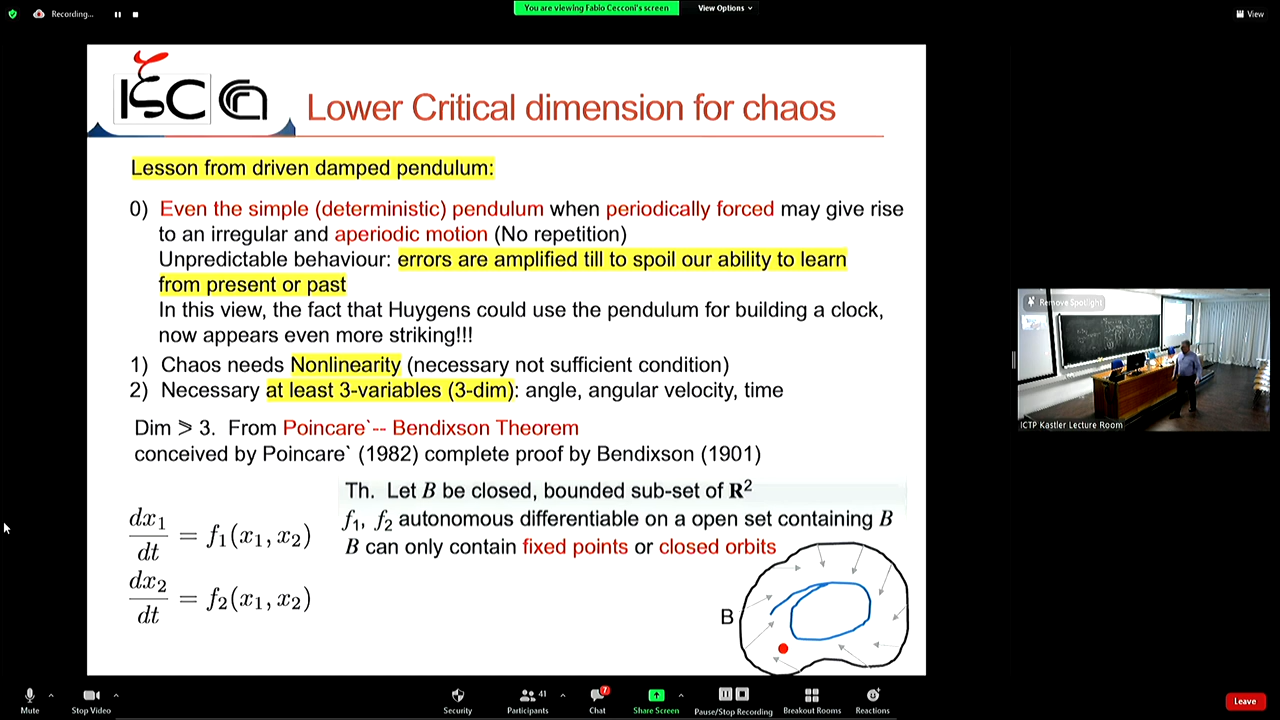 Recording...
You are viewing Fabio Cecconi's screen
View Options
View
ISC
Lower Critical dimension for chaos
Lesson from driven damped pendulum:
0) Even the simple (deterministic) pendulum when periodically forced may give rise
to an irregular and aperiodic motion (No repetition)
Unpredictable behaviour: errors are amplified till to spoil our ability to learn
from present or past
In this view, the fact that Huygens could use the pendulum for building a clock,
now appears even more striking!!!
1) Chaos needs Nonlinearity (necessary not sufficient condition)
2) Necessary at least 3-variables (3-dim): angle, angular velocity, time
Dim ⩾ 3. From Poincare`-- Bendixson Theorem
conceived by Poincare` (1982) complete proof by Bendixson (1901)
Th. Let B be closed, bounded sub-set of R²
f₁, f₂ autonomous differentiable on a open set containing B
B can only contain fixed points or closed orbits
dx₁/dt = f₁(x₁, x₂)
dx₂/dt = f₂(x₁, x₂)
B
Remove Spotlight
ICTP Kastler Lecture Room
Mute
Stop Video
Security
Participants
41
Chat
7
Share Screen
Pause/Stop Recording
Breakout Rooms
Reactions
Leave